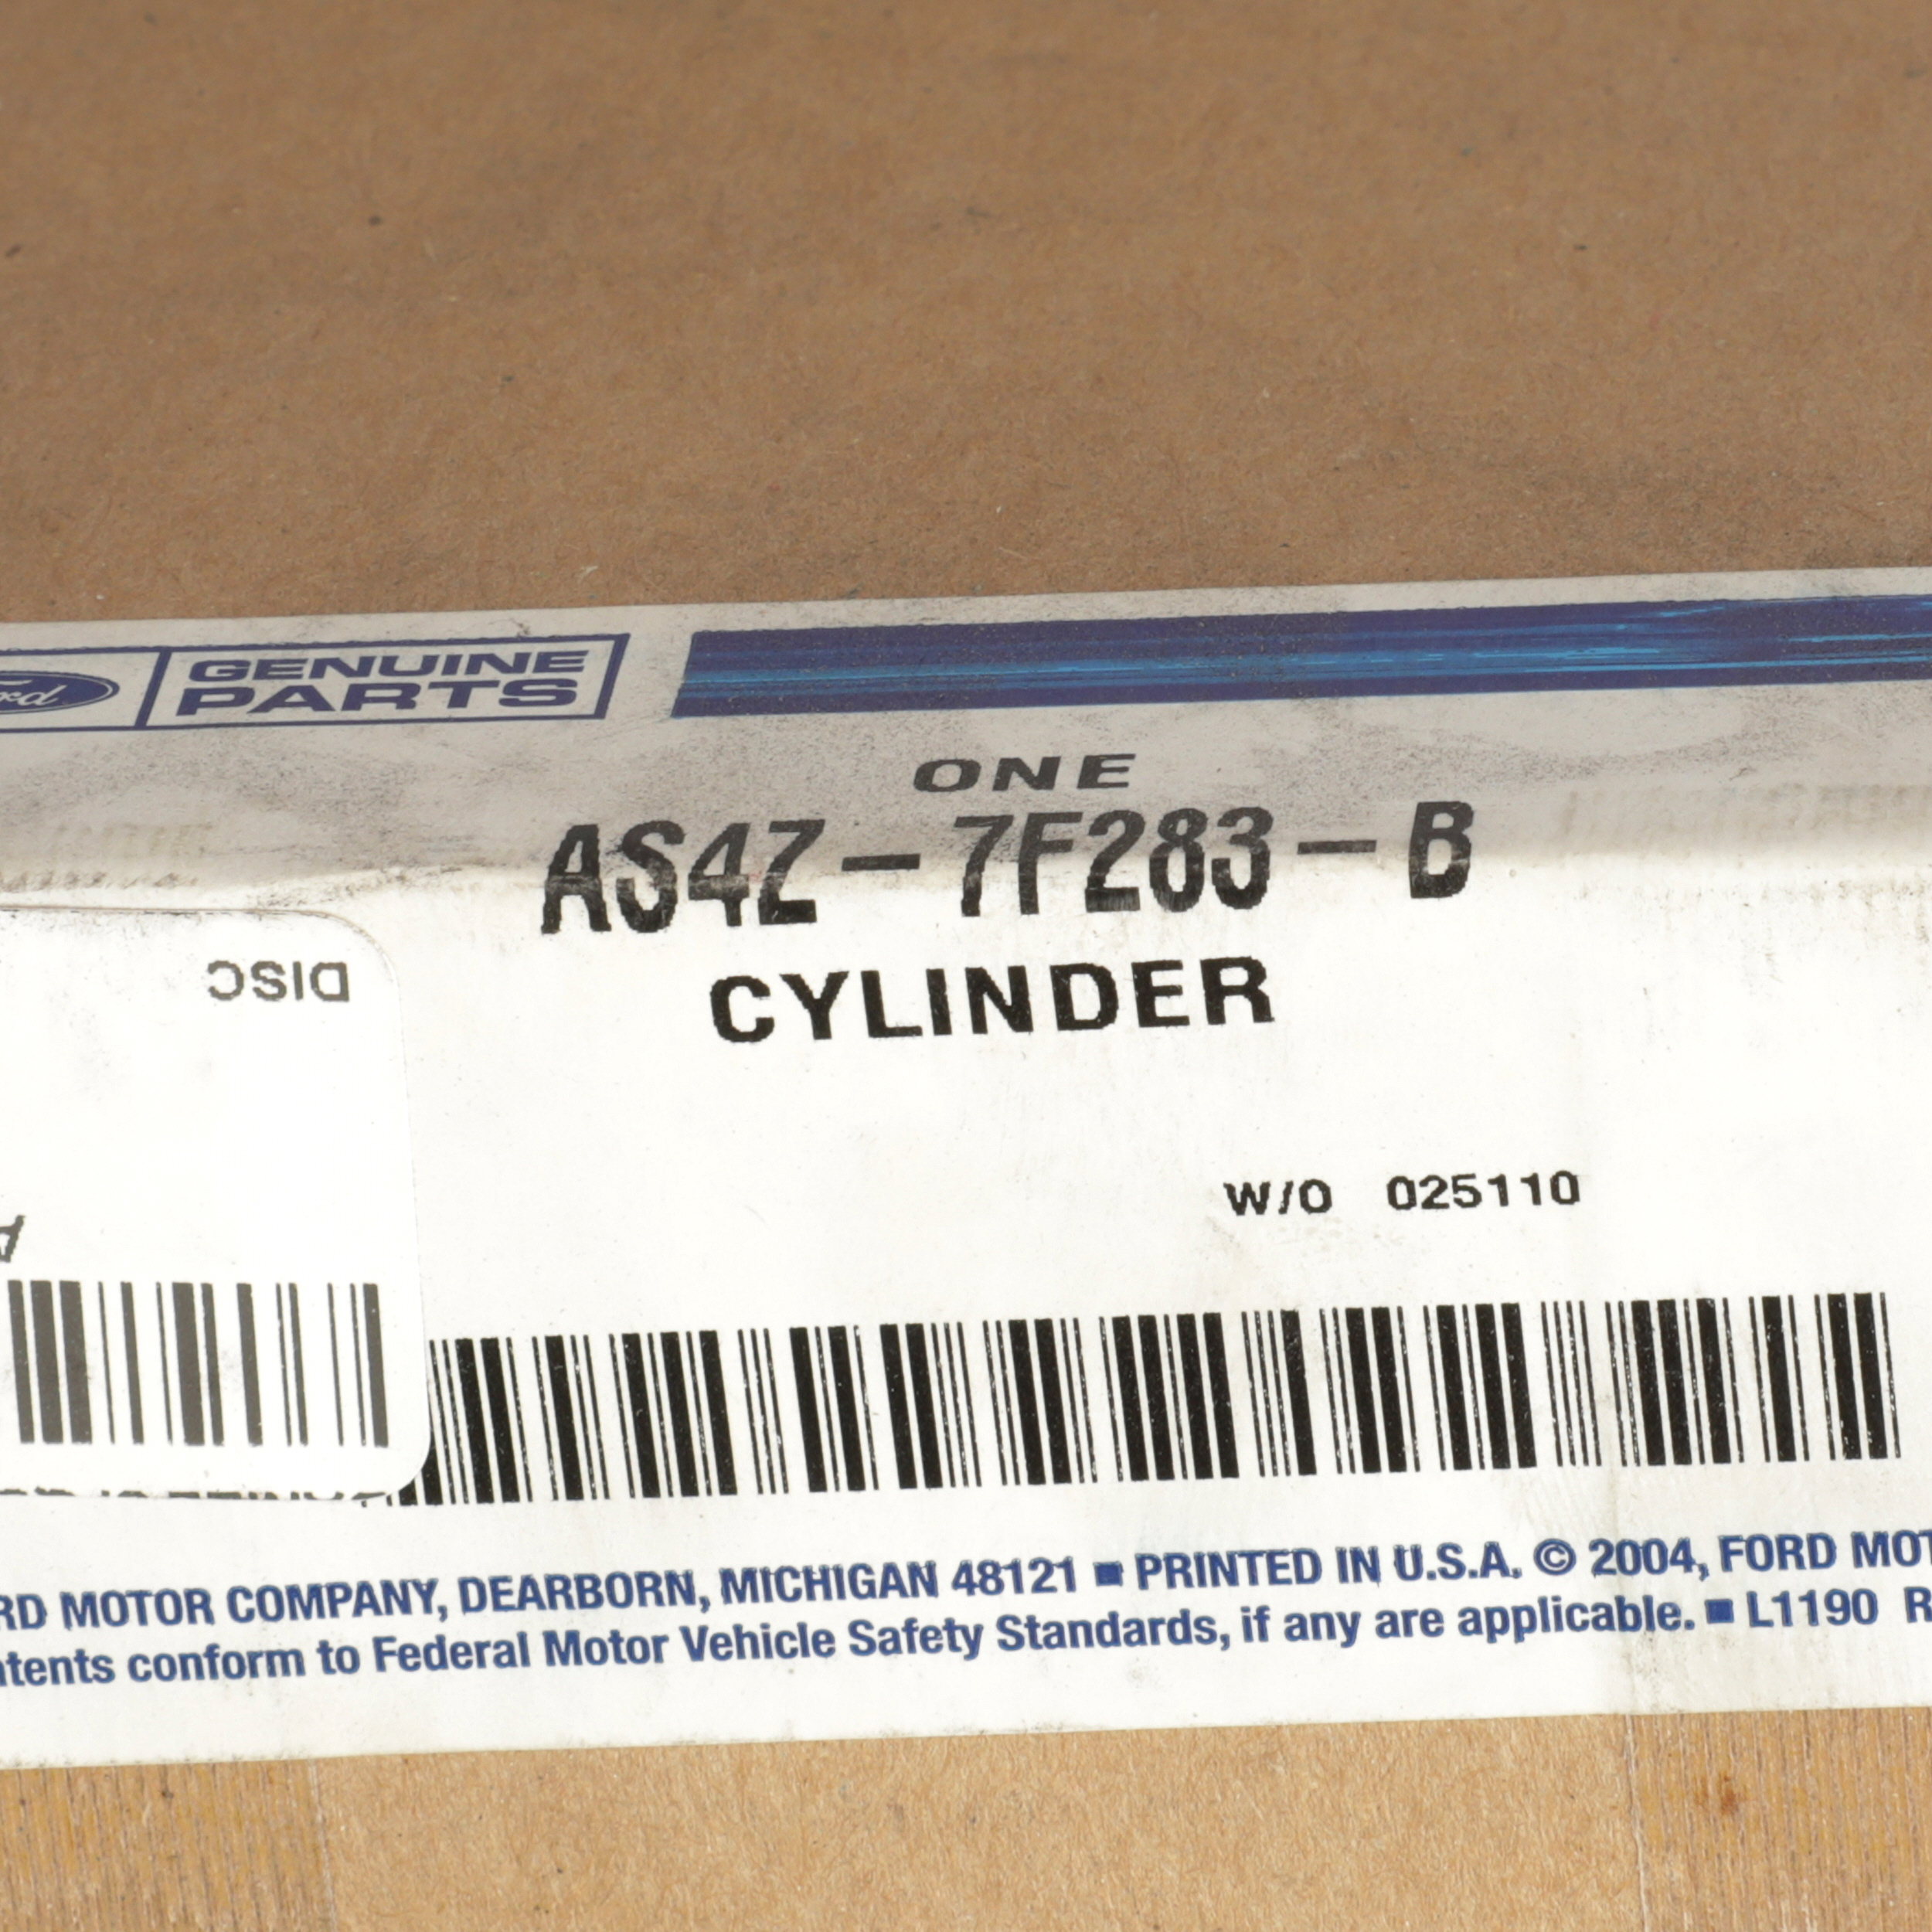 Ford GENUINE
PARTS
ONE
AS4Z-7F283-B
CYLINDER
DISC
W/O 025110
A
RD MOTOR COMPANY, DEARBORN, MICHIGAN 48121 ■ PRINTED IN U.S.A. © 2004, FORD MOT
ntents conform to Federal Motor Vehicle Safety Standards, if any are applicable. ■ L1190 R